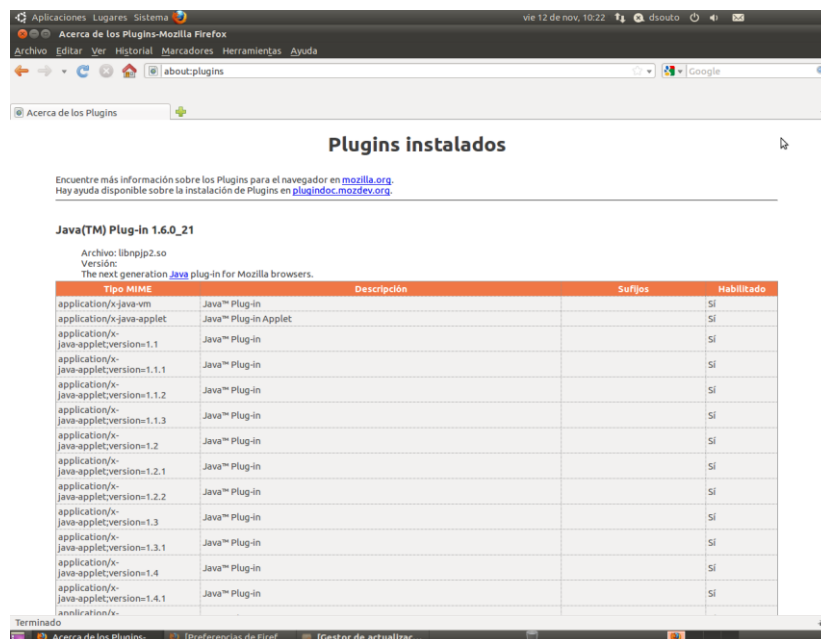 Aplicaciones Lugares Sistema vie 12 de nov, 10:22 dsouto
Acerca de los Plugins-Mozilla Firefox
Archivo Editar Ver Historial Marcadores Herramientas Ayuda
about:plugins Google
Acerca de los Plugins
Plugins instalados
Encuentre más información sobre los Plugins para el navegador en mozilla.org.
Hay ayuda disponible sobre la instalación de Plugins en plugindoc.mozdev.org.
Java(TM) Plug-in 1.6.0_21
Archivo: libnpjp2.so
Versión:
The next generation Java plug-in for Mozilla browsers.
Tipo MIME Descripción Sufijos Habilitado
application/x-java-vm Java™ Plug-in Sí
application/x-java-applet Java™ Plug-in Applet Sí
application/x-
java-applet;version=1.1 Java™ Plug-in Sí
application/x-
java-applet;version=1.1.1 Java™ Plug-in Sí
application/x-
java-applet;version=1.1.2 Java™ Plug-in Sí
application/x-
java-applet;version=1.1.3 Java™ Plug-in Sí
application/x-
java-applet;version=1.2 Java™ Plug-in Sí
application/x-
java-applet;version=1.2.1 Java™ Plug-in Sí
application/x-
java-applet;version=1.2.2 Java™ Plug-in Sí
application/x-
java-applet;version=1.3 Java™ Plug-in Sí
application/x-
java-applet;version=1.3.1 Java™ Plug-in Sí
application/x-
java-applet;version=1.4 Java™ Plug-in Sí
application/x-
java-applet;version=1.4.1 Java™ Plug-in Sí
application/x-
Terminado
Acerca de los Plugins- [Preferencias de Firef... [Gestor de actualizac...